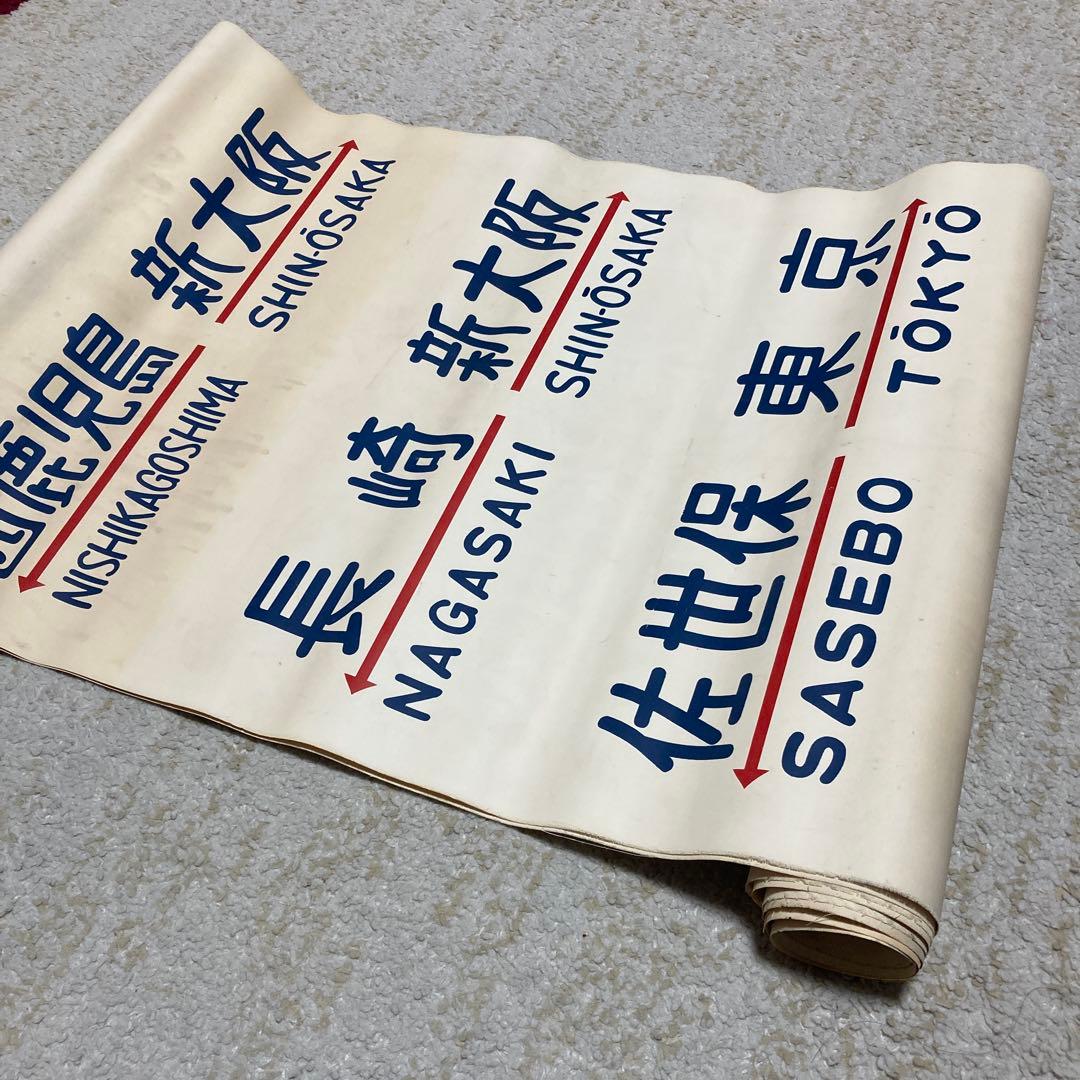 西鹿児島 新大阪
NISHIKAGOSHIMA SHIN-ŌSAKA
長崎 新大阪
NAGASAKI SHIN-ŌSAKA
佐世保 東京
SASEBO TŌKYŌ